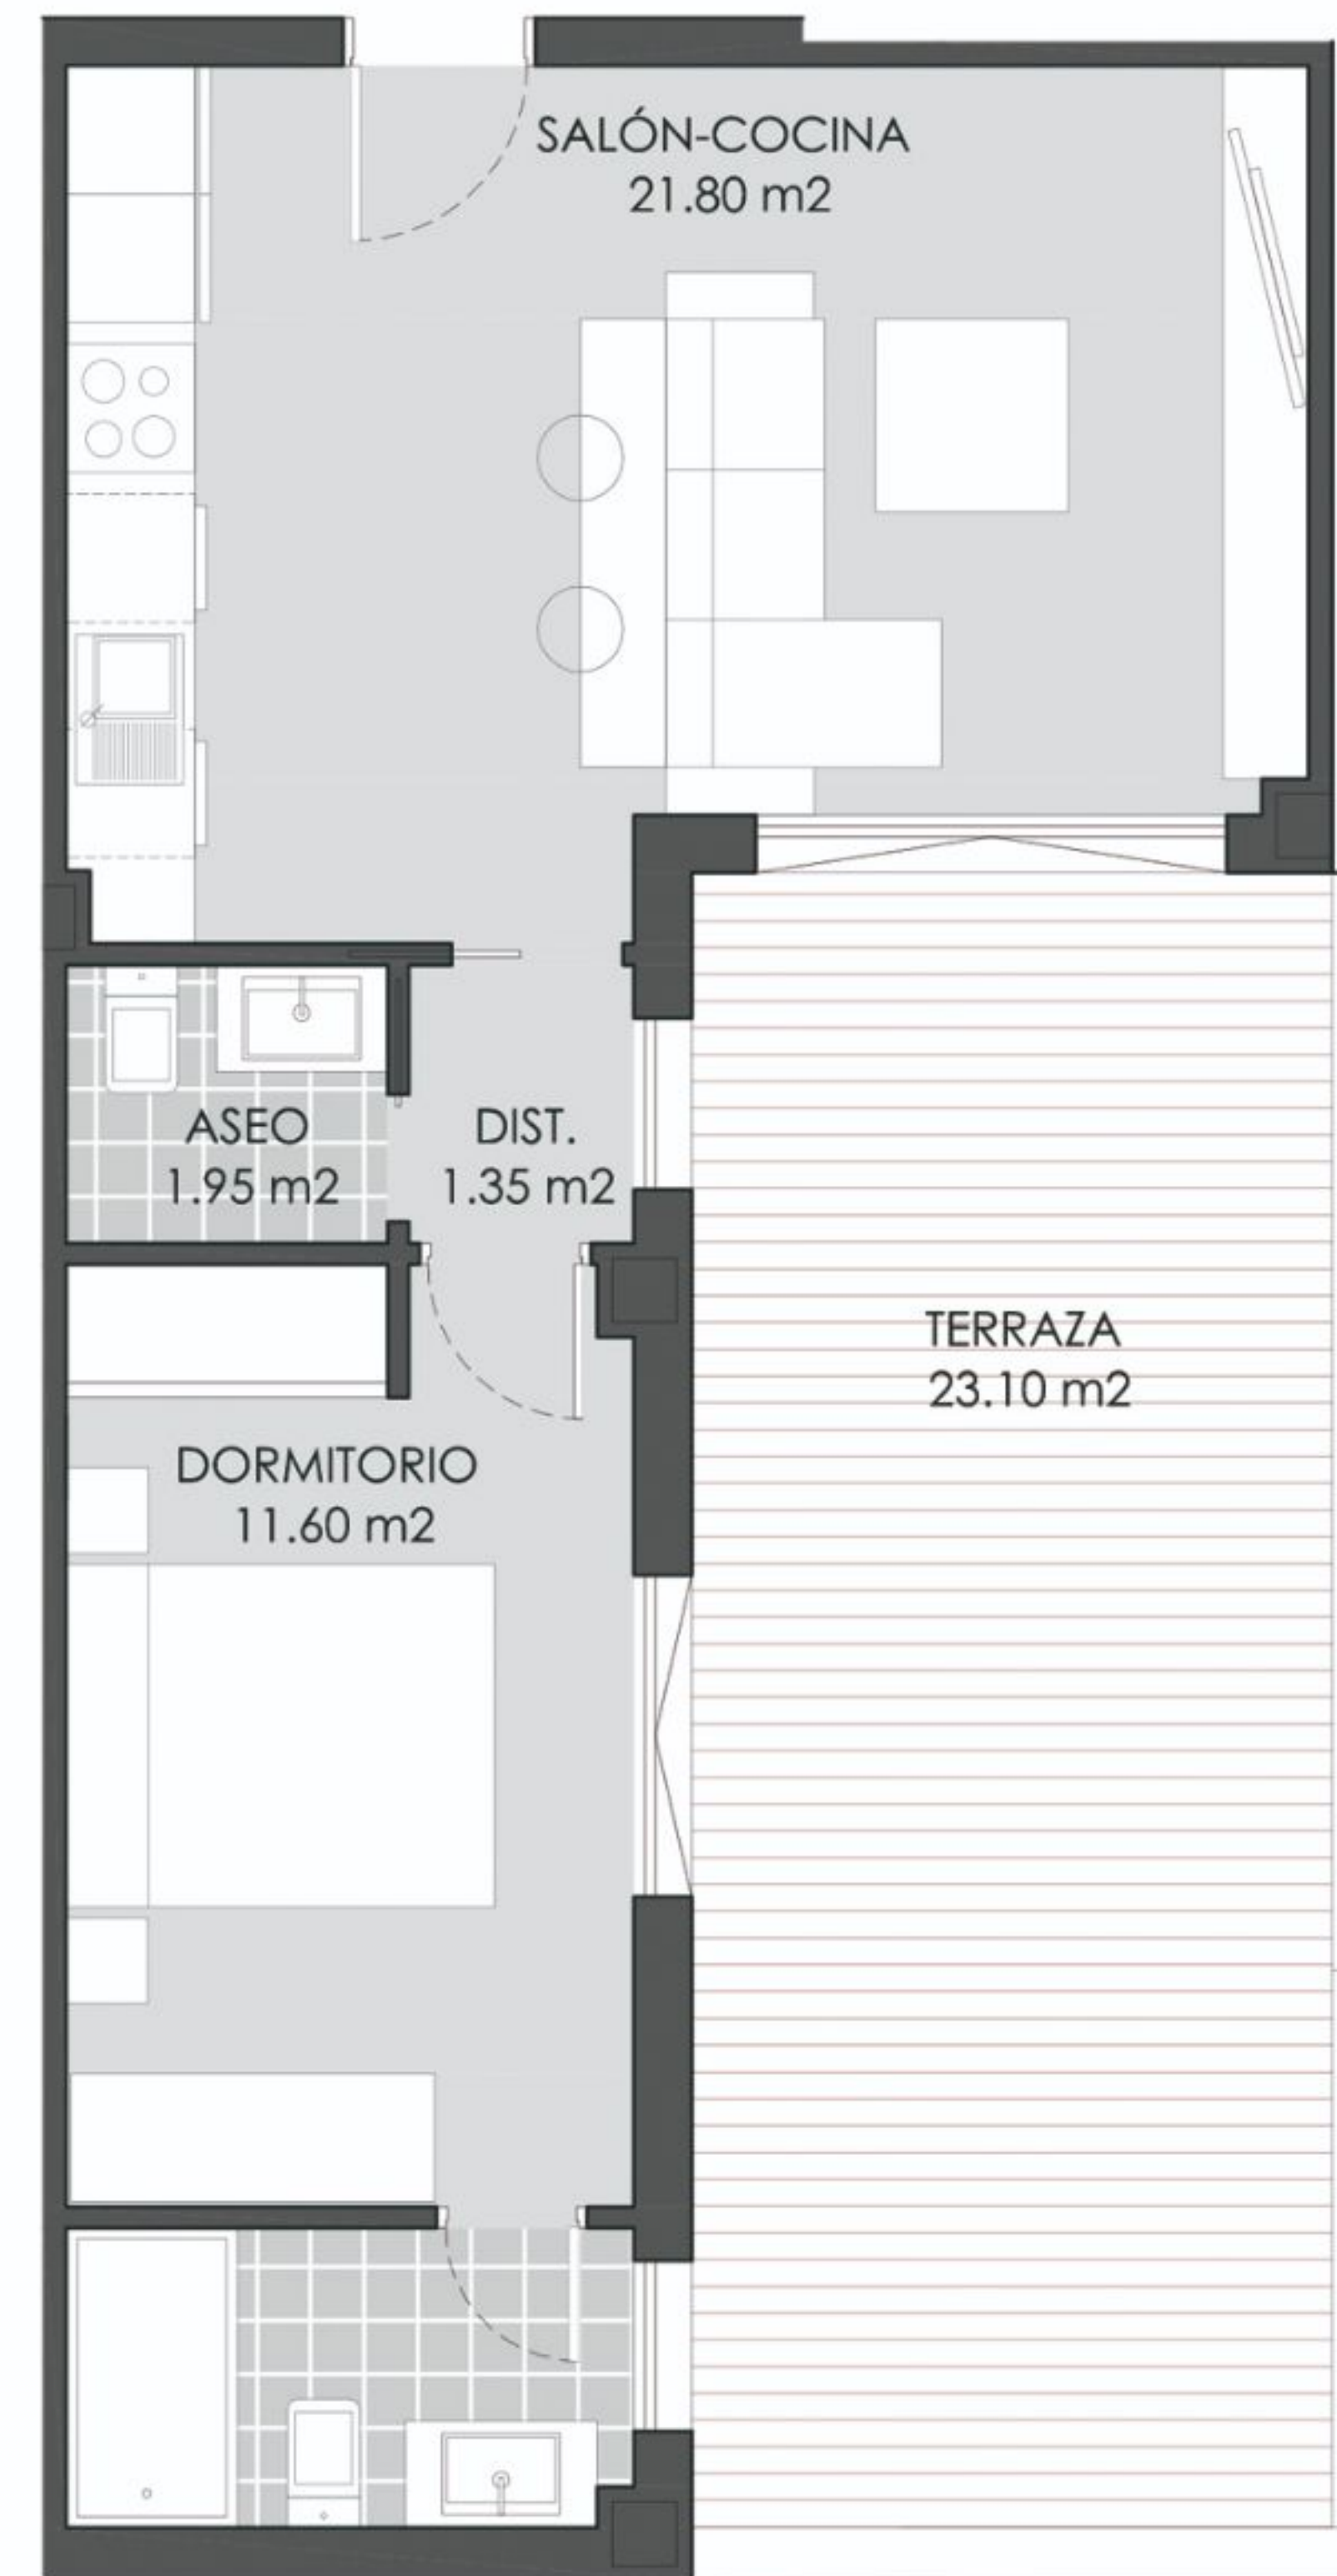 SALÓN-COCINA
21.80 m2
ASEO
1.95 m2
DIST.
1.35 m2
TERRAZA
23.10 m2
DORMITORIO
11.60 m2